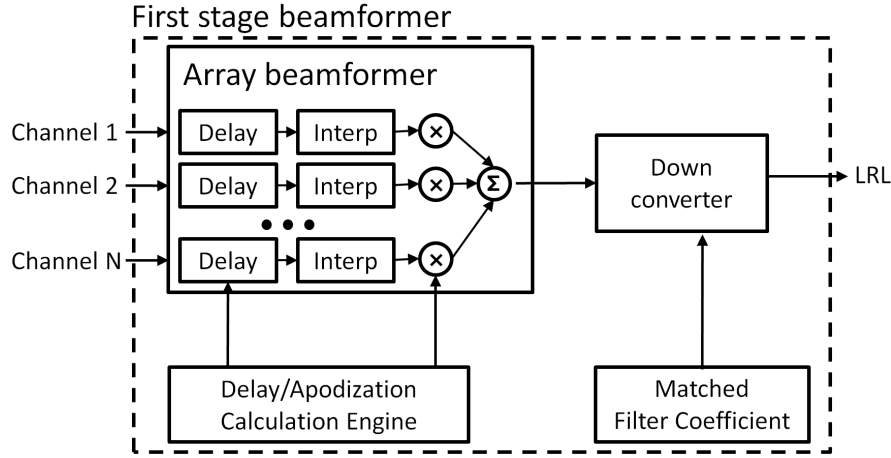 First stage beamformer
Array beamformer
Channel 1
Delay
Interp
×
Channel 2
Delay
Interp
×
Σ
Channel N
Delay
Interp
×
Down
converter
LRL
Delay/Apodization
Calculation Engine
Matched
Filter Coefficient